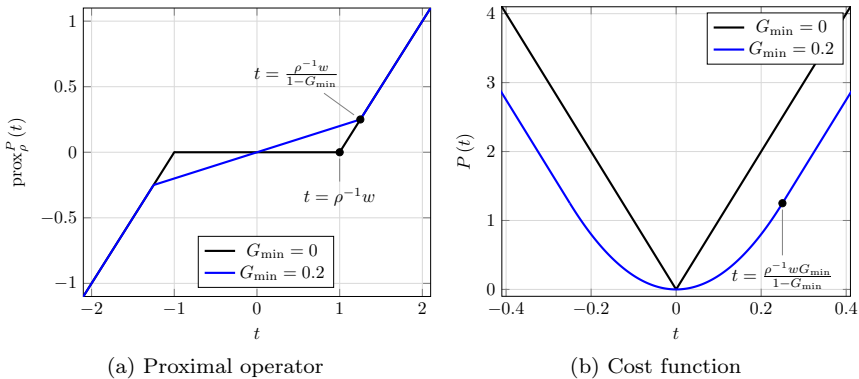 1
0.5
0
−0.5
−1
prox_ρ^P (t)
t = ρ^{−1}w / 1−G_min
t = ρ^{−1}w
G_min = 0
G_min = 0.2
−2
−1
0
1
2
t
(a) Proximal operator
4
3
2
1
0
P (t)
G_min = 0
G_min = 0.2
t = ρ^{−1}wG_min / 1−G_min
−0.4
−0.2
0
0.2
0.4
t
(b) Cost function